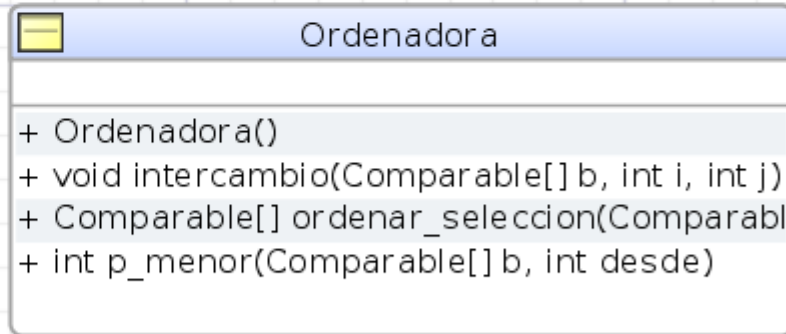 Ordenadora
+ Ordenadora()
+ void intercambio(Comparable[] b, int i, int j)
+ Comparable[] ordenar_seleccion(Comparabl
+ int p_menor(Comparable[] b, int desde)